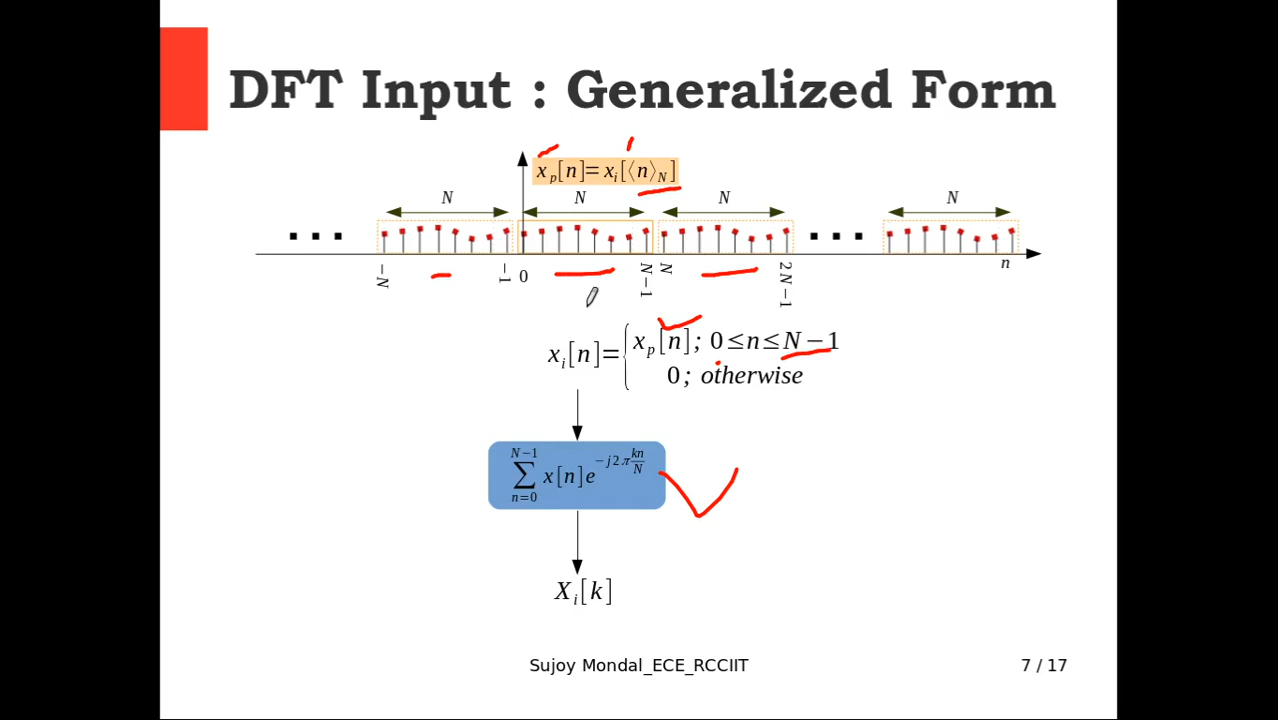 DFT Input : Generalized Form
x_p[n]=x_i[⟨n⟩_N]
N N N N
-N -1 0 N-1 N 2N-1 n
x_i[n]={x_p[n]; 0≤n≤N-1
0; otherwise
∑_{n=0}^{N-1} x[n]e^{-j2π kn/N}
X_i[k]
Sujoy Mondal_ECE_RCCIIT 7 / 17